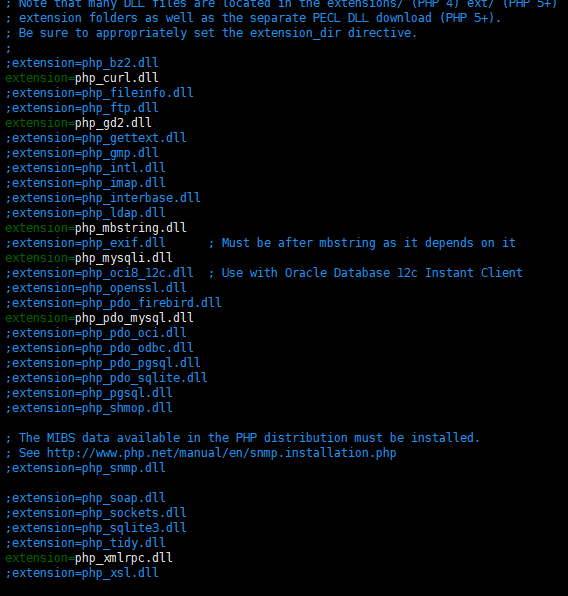 ; Note that many DLL files are located in the extensions/ (PHP 4) ext/ (PHP 5+)
; extension folders as well as the separate PECL DLL download (PHP 5+).
; Be sure to appropriately set the extension_dir directive.
;
;extension=php_bz2.dll
extension=php_curl.dll
;extension=php_fileinfo.dll
;extension=php_ftp.dll
extension=php_gd2.dll
;extension=php_gettext.dll
;extension=php_gmp.dll
;extension=php_intl.dll
;extension=php_imap.dll
;extension=php_interbase.dll
;extension=php_ldap.dll
extension=php_mbstring.dll
;extension=php_exif.dll      ; Must be after mbstring as it depends on it
extension=php_mysqli.dll
;extension=php_oci8_12c.dll  ; Use with Oracle Database 12c Instant Client
;extension=php_openssl.dll
;extension=php_pdo_firebird.dll
extension=php_pdo_mysql.dll
;extension=php_pdo_oci.dll
;extension=php_pdo_odbc.dll
;extension=php_pdo_pgsql.dll
;extension=php_pdo_sqlite.dll
;extension=php_pgsql.dll
;extension=php_shmop.dll

; The MIBS data available in the PHP distribution must be installed.
; See http://www.php.net/manual/en/snmp.installation.php
;extension=php_snmp.dll

;extension=php_soap.dll
;extension=php_sockets.dll
;extension=php_sqlite3.dll
;extension=php_tidy.dll
extension=php_xmlrpc.dll
;extension=php_xsl.dll